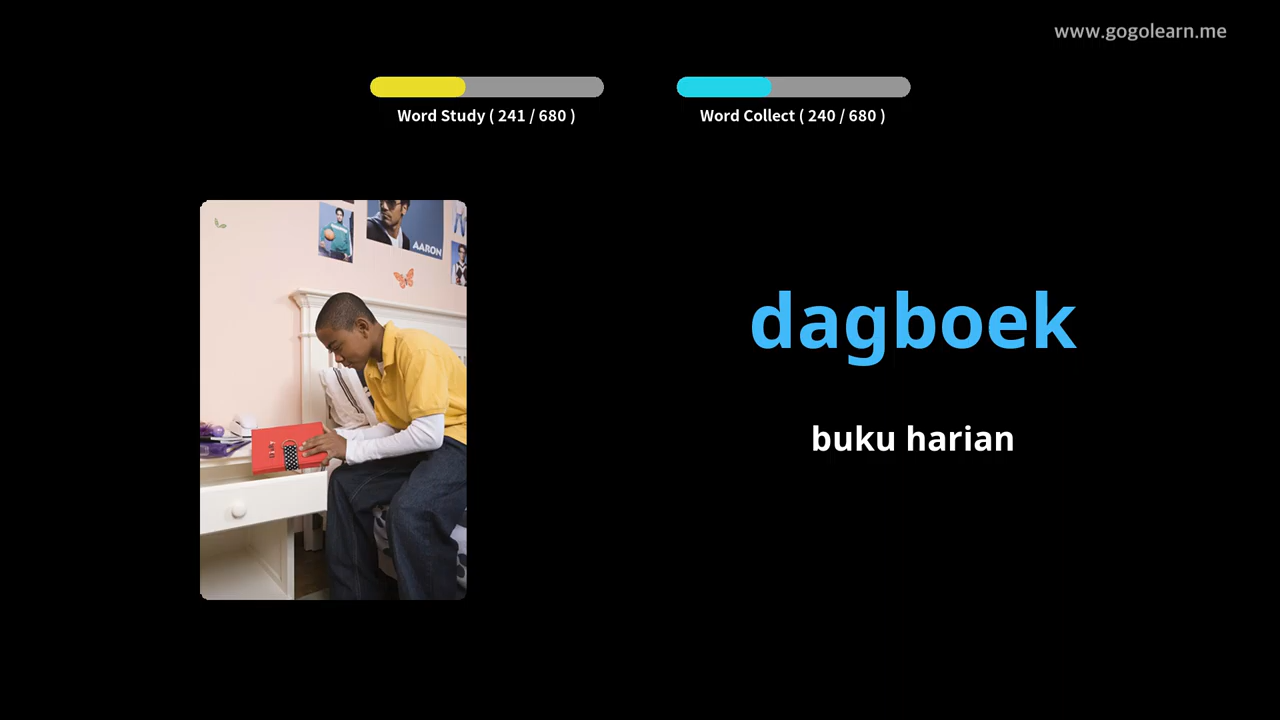 www.gogolearn.me
Word Study ( 241 / 680 )
Word Collect ( 240 / 680 )
AARON
dagboek
buku harian